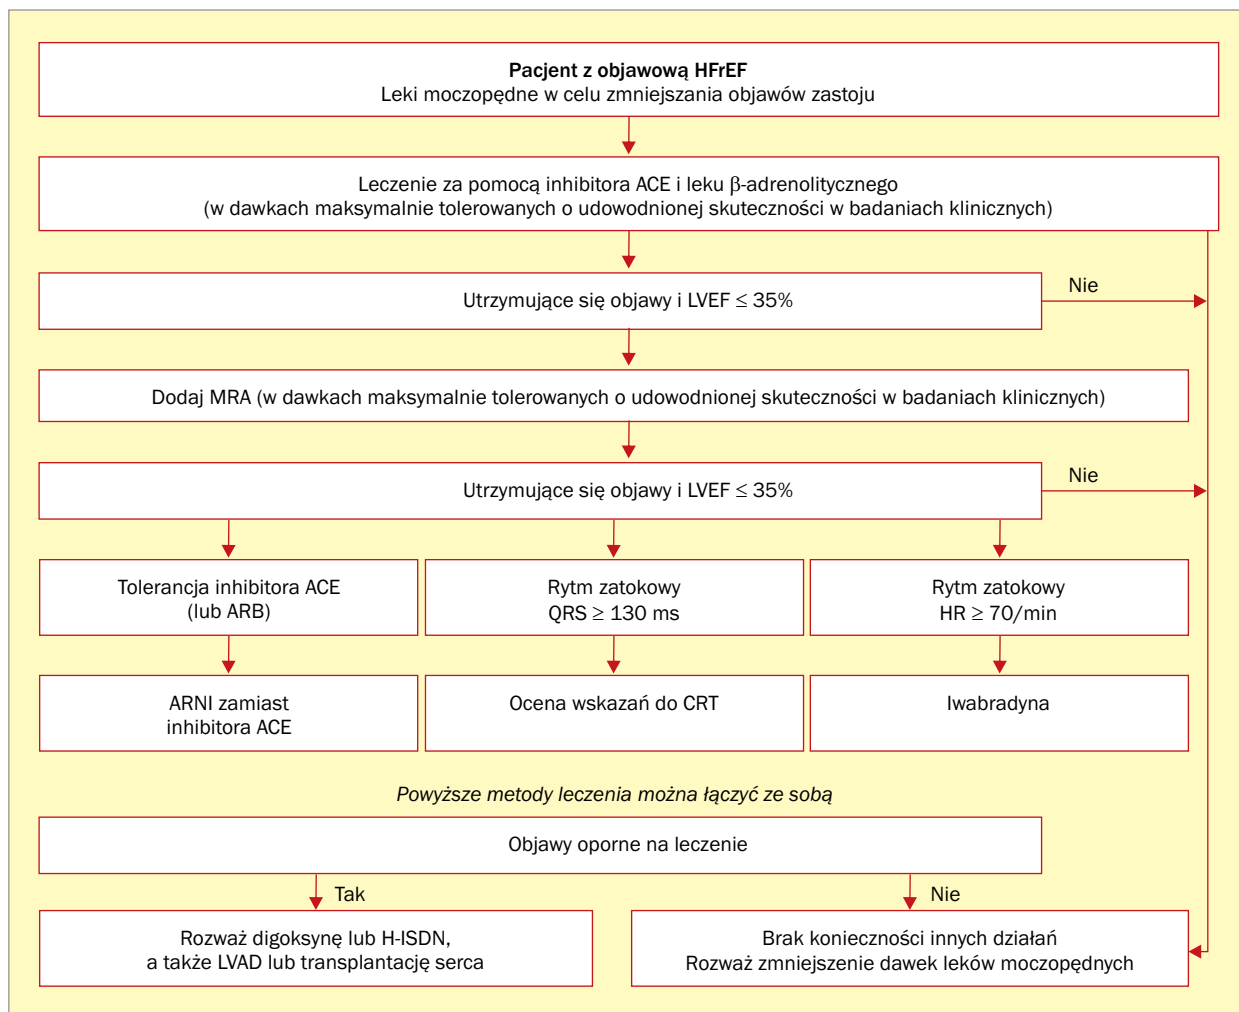 Pacjent z objawową HFrEF
Leki moczopędne w celu zmniejszania objawów zastoju
Leczenie za pomocą inhibitora ACE i leku β-adrenolitycznego
(w dawkach maksymalnie tolerowanych o udowodnionej skuteczności w badaniach klinicznych)
Utrzymujące się objawy i LVEF ≤ 35%
Nie
Dodaj MRA (w dawkach maksymalnie tolerowanych o udowodnionej skuteczności w badaniach klinicznych)
Utrzymujące się objawy i LVEF ≤ 35%
Nie
Tolerancja inhibitora ACE
(lub ARB)
Rytm zatokowy
QRS ≥ 130 ms
Rytm zatokowy
HR ≥ 70/min
ARNI zamiast
inhibitora ACE
Ocena wskazań do CRT
Iwabradyna
Powyższe metody leczenia można łączyć ze sobą
Objawy oporne na leczenie
Tak
Nie
Rozważ digoksynę lub H-ISDN,
a także LVAD lub transplantację serca
Brak konieczności innych działań
Rozważ zmniejszenie dawek leków moczopędnych